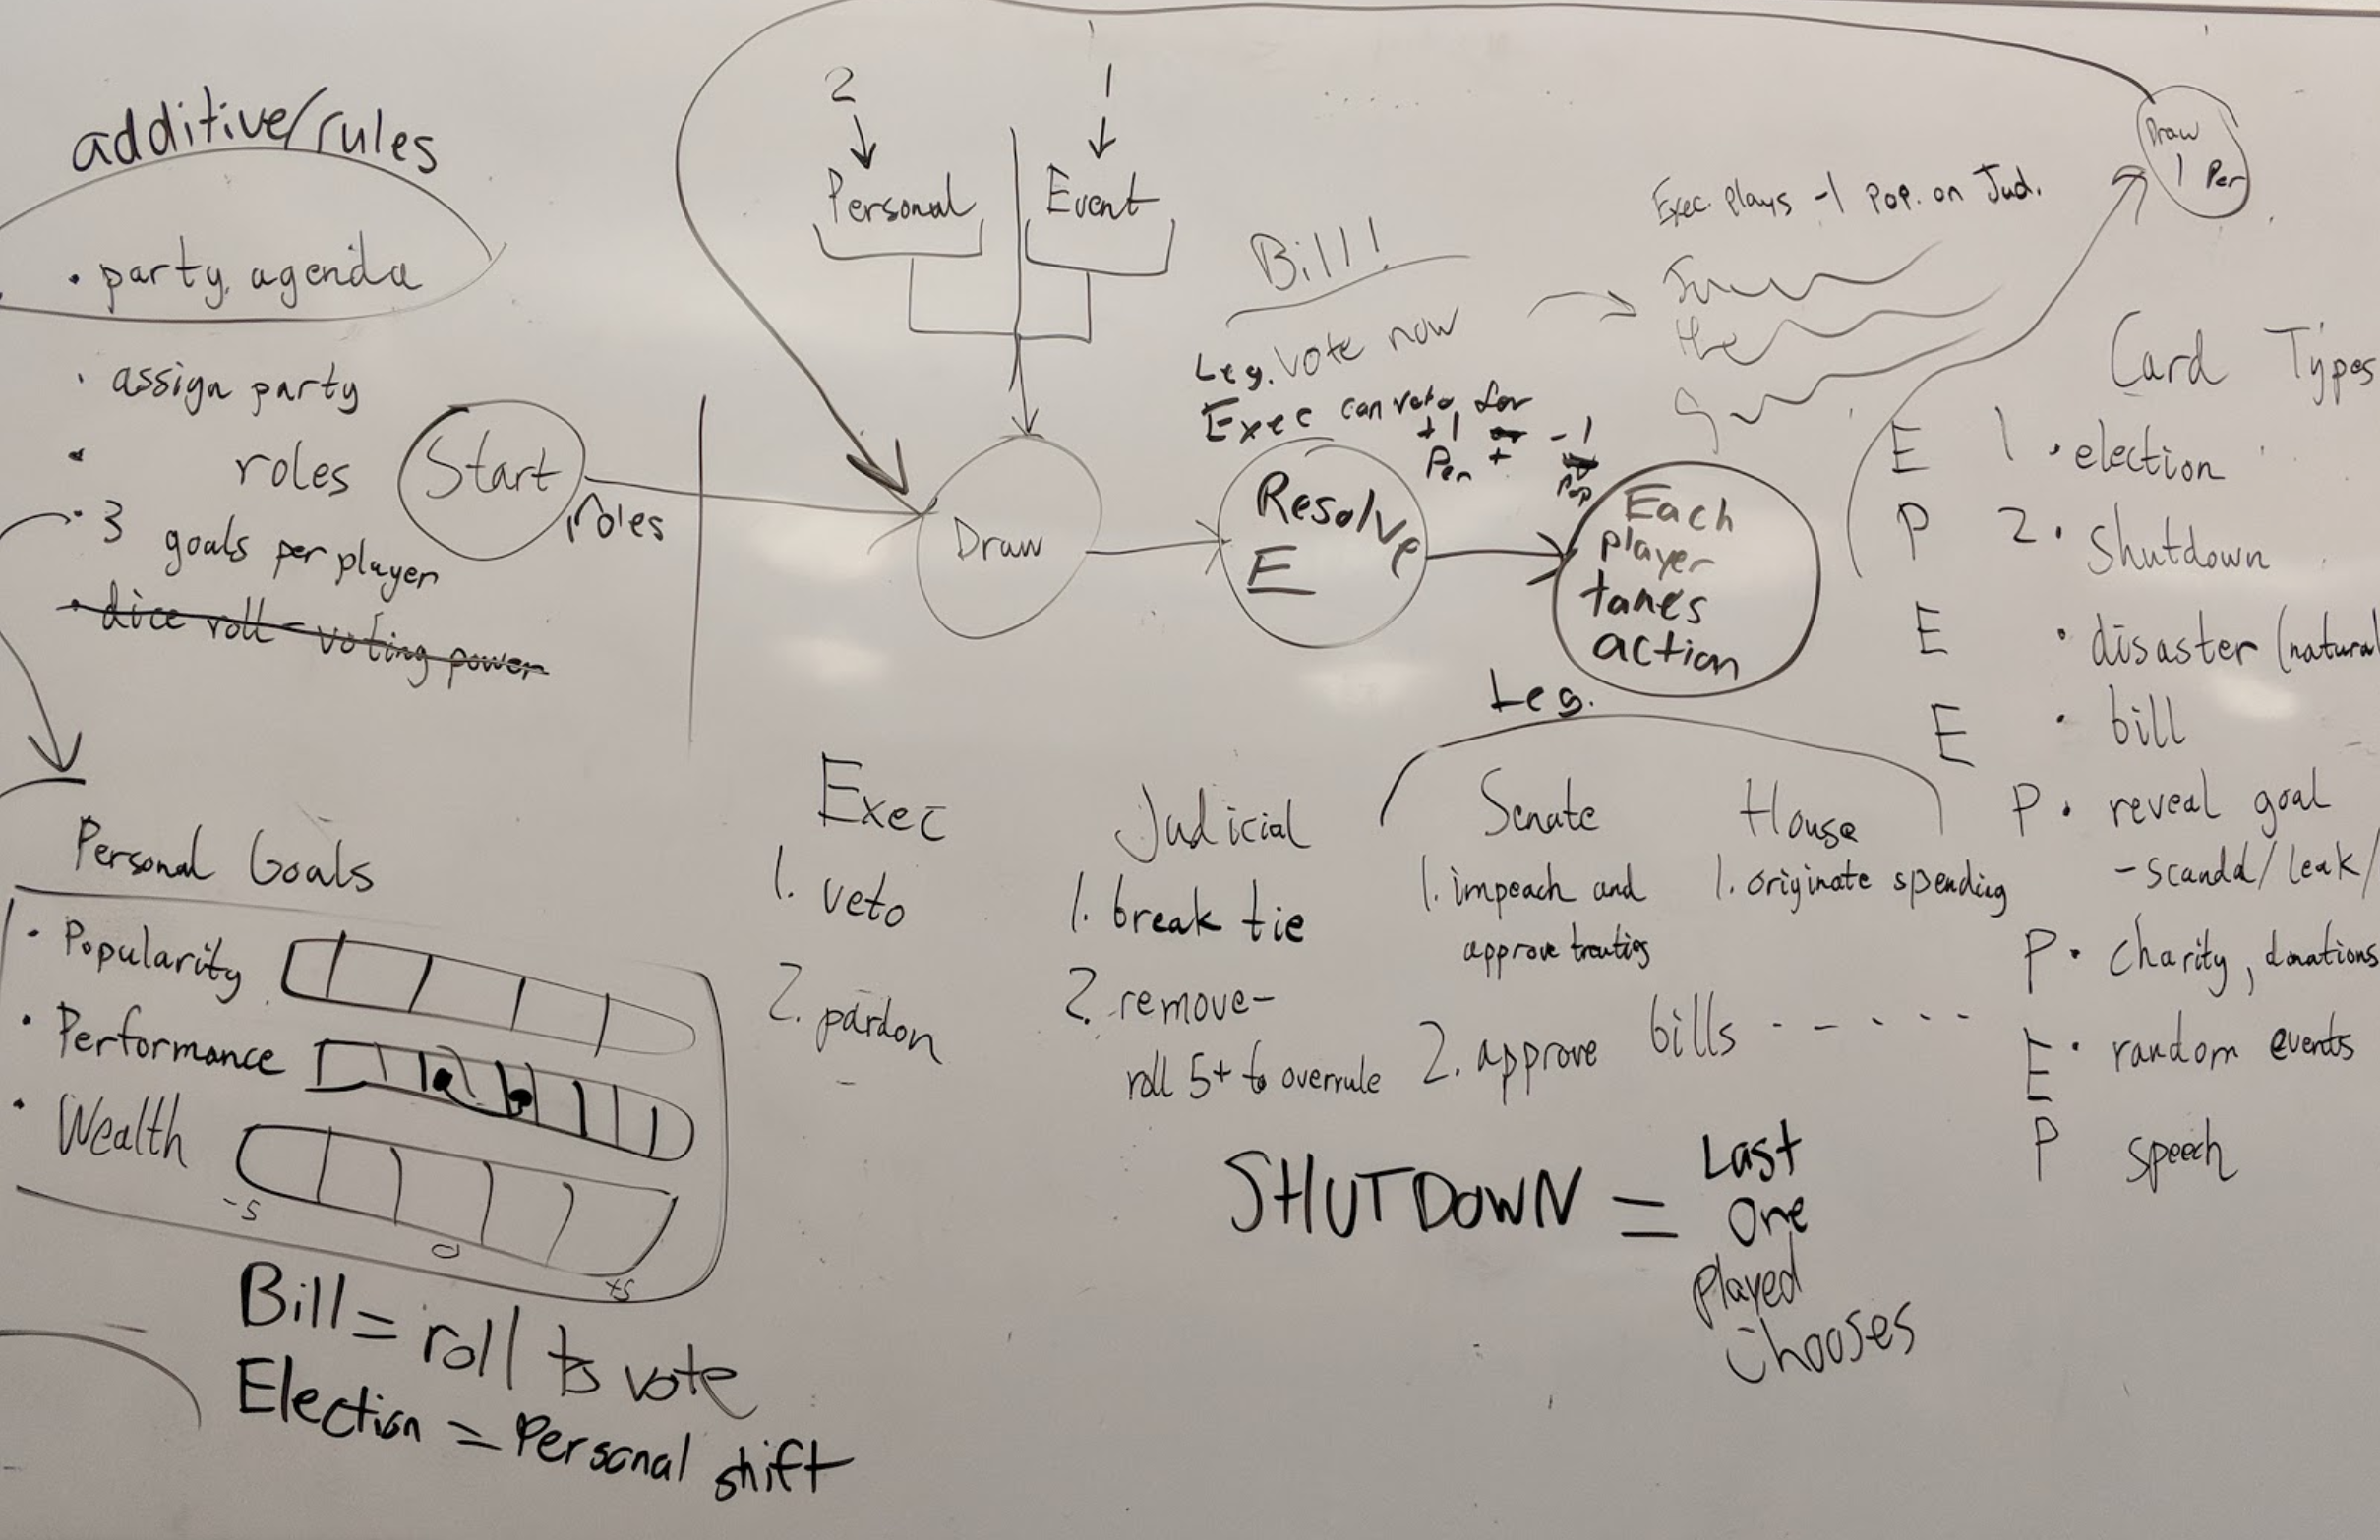 additive/rules
• party agenda
• assign party
• roles
• 3 goals per player
• dice roll - voting power
Start
roles
2
Personal
1
Event
Draw
Bill!
Leg. vote now
Exec can veto for
+1 or -1
Per + Pop
Resolve
E
Exec plays -1 pop. on Jud.
the
Each
player
takes
action
Draw
1 Per
Card Types
E 1 • election
P 2 • shutdown
E • disaster (natural
E • bill
P • reveal goal
- scandal/leak/
P • charity, donations
E • random events
P speech
Personal Goals
• Popularity
• Performance
• Wealth
-5
0
+5
Bill = roll to vote
Election = Personal shift
Exec
1. veto
2. pardon
Judicial
1. break tie
2. remove-
roll 5+ to overrule
Leg.
Senate
1. impeach and
approve treaties
House
1. originate spending
2. approve bills - - - - -
SHUTDOWN =
Last
One
played
chooses